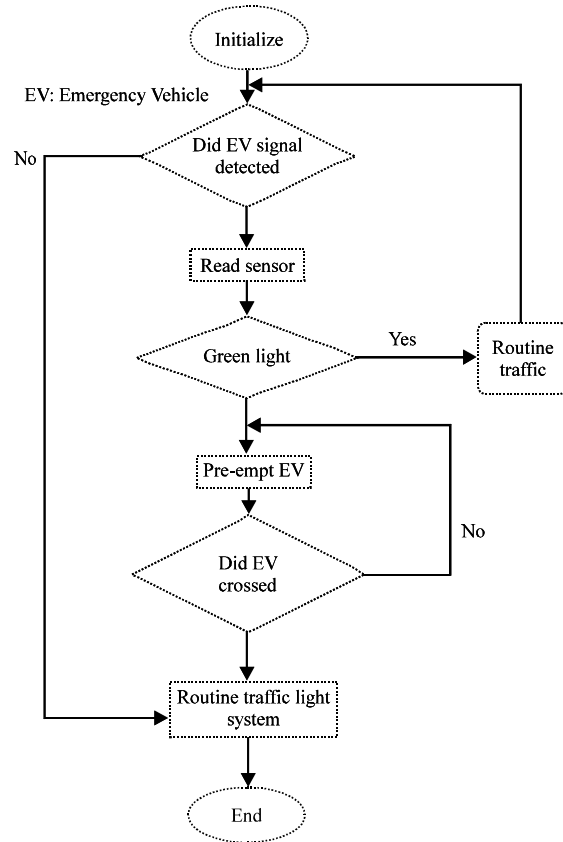 Initialize
EV: Emergency Vehicle
Did EV signal
detected
No
Read sensor
Green light
Yes
Routine
traffic
Pre-empt EV
Did EV
crossed
No
Routine traffic light
system
End